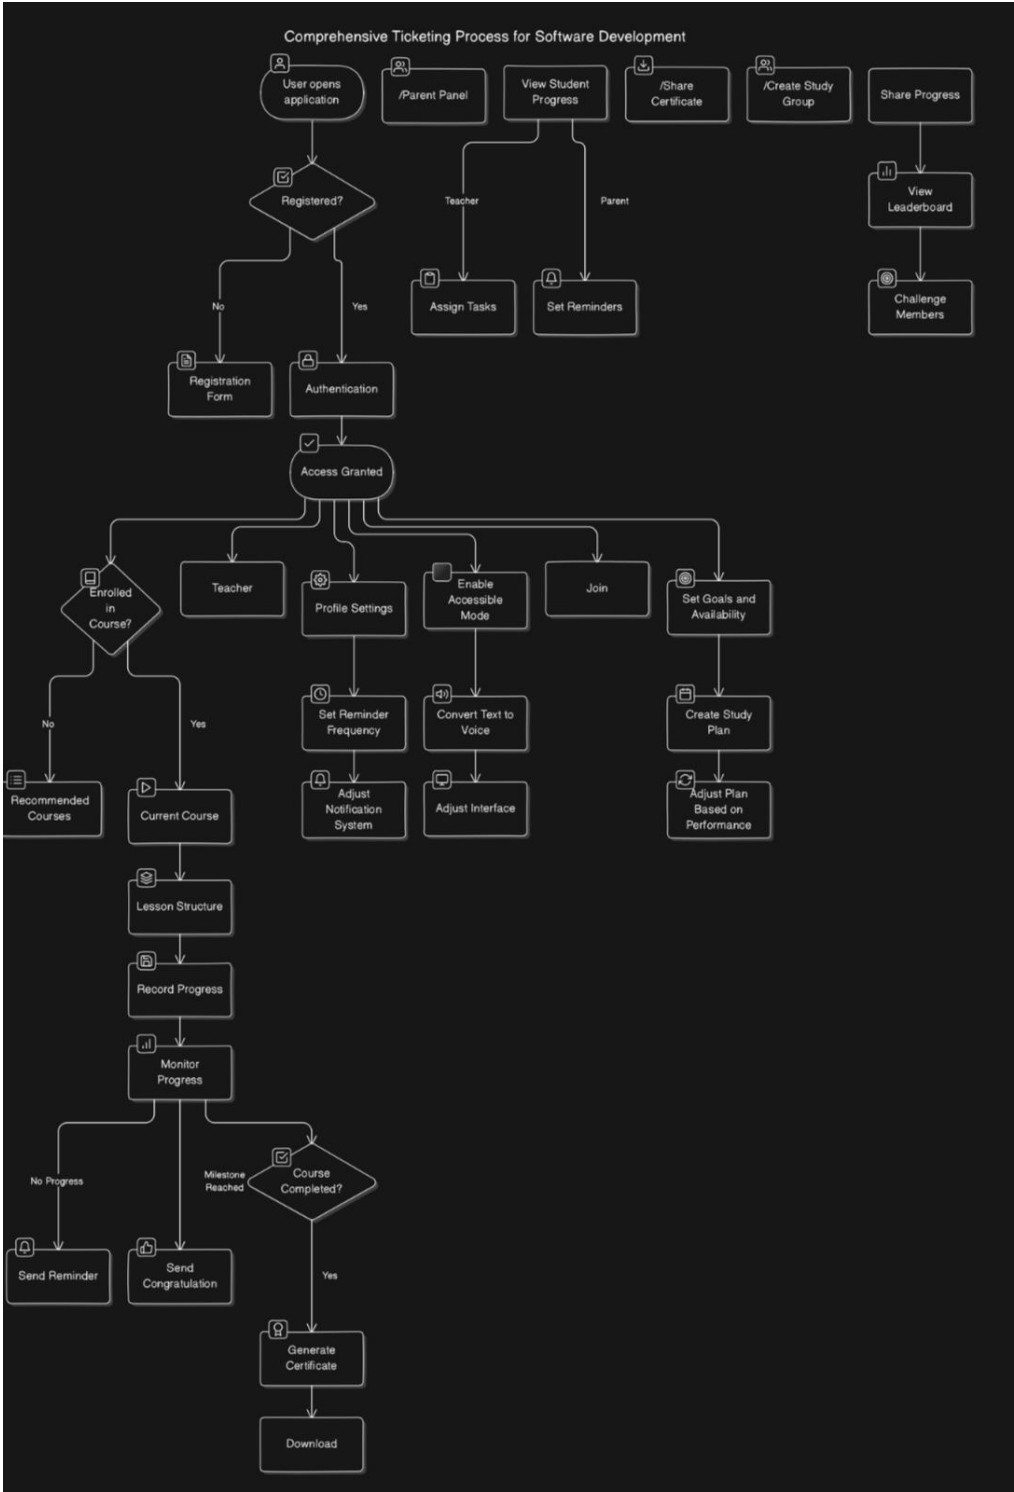 Comprehensive Ticketing Process for Software Development
User opens
application
/Parent Panel
View Student
Progress
/Share
Certificate
/Create Study
Group
Share Progress
Registered?
Teacher
Parent
View
Leaderboard
No
Yes
Assign Tasks
Set Reminders
Challenge
Members
Registration
Form
Authentication
Access Granted
Enrolled
in
Course?
Teacher
Profile Settings
Enable
Accessible
Mode
Join
Set Goals and
Availability
No
Yes
Set Reminder
Frequency
Convert Text to
Voice
Create Study
Plan
Recommended
Courses
Current Course
Adjust
Notification
System
Adjust Interface
Adjust Plan
Based on
Performance
Lesson Structure
Record Progress
Monitor
Progress
No Progress
Milestone
Reached
Course
Completed?
Send Reminder
Send
Congratulation
Yes
Generate
Certificate
Download